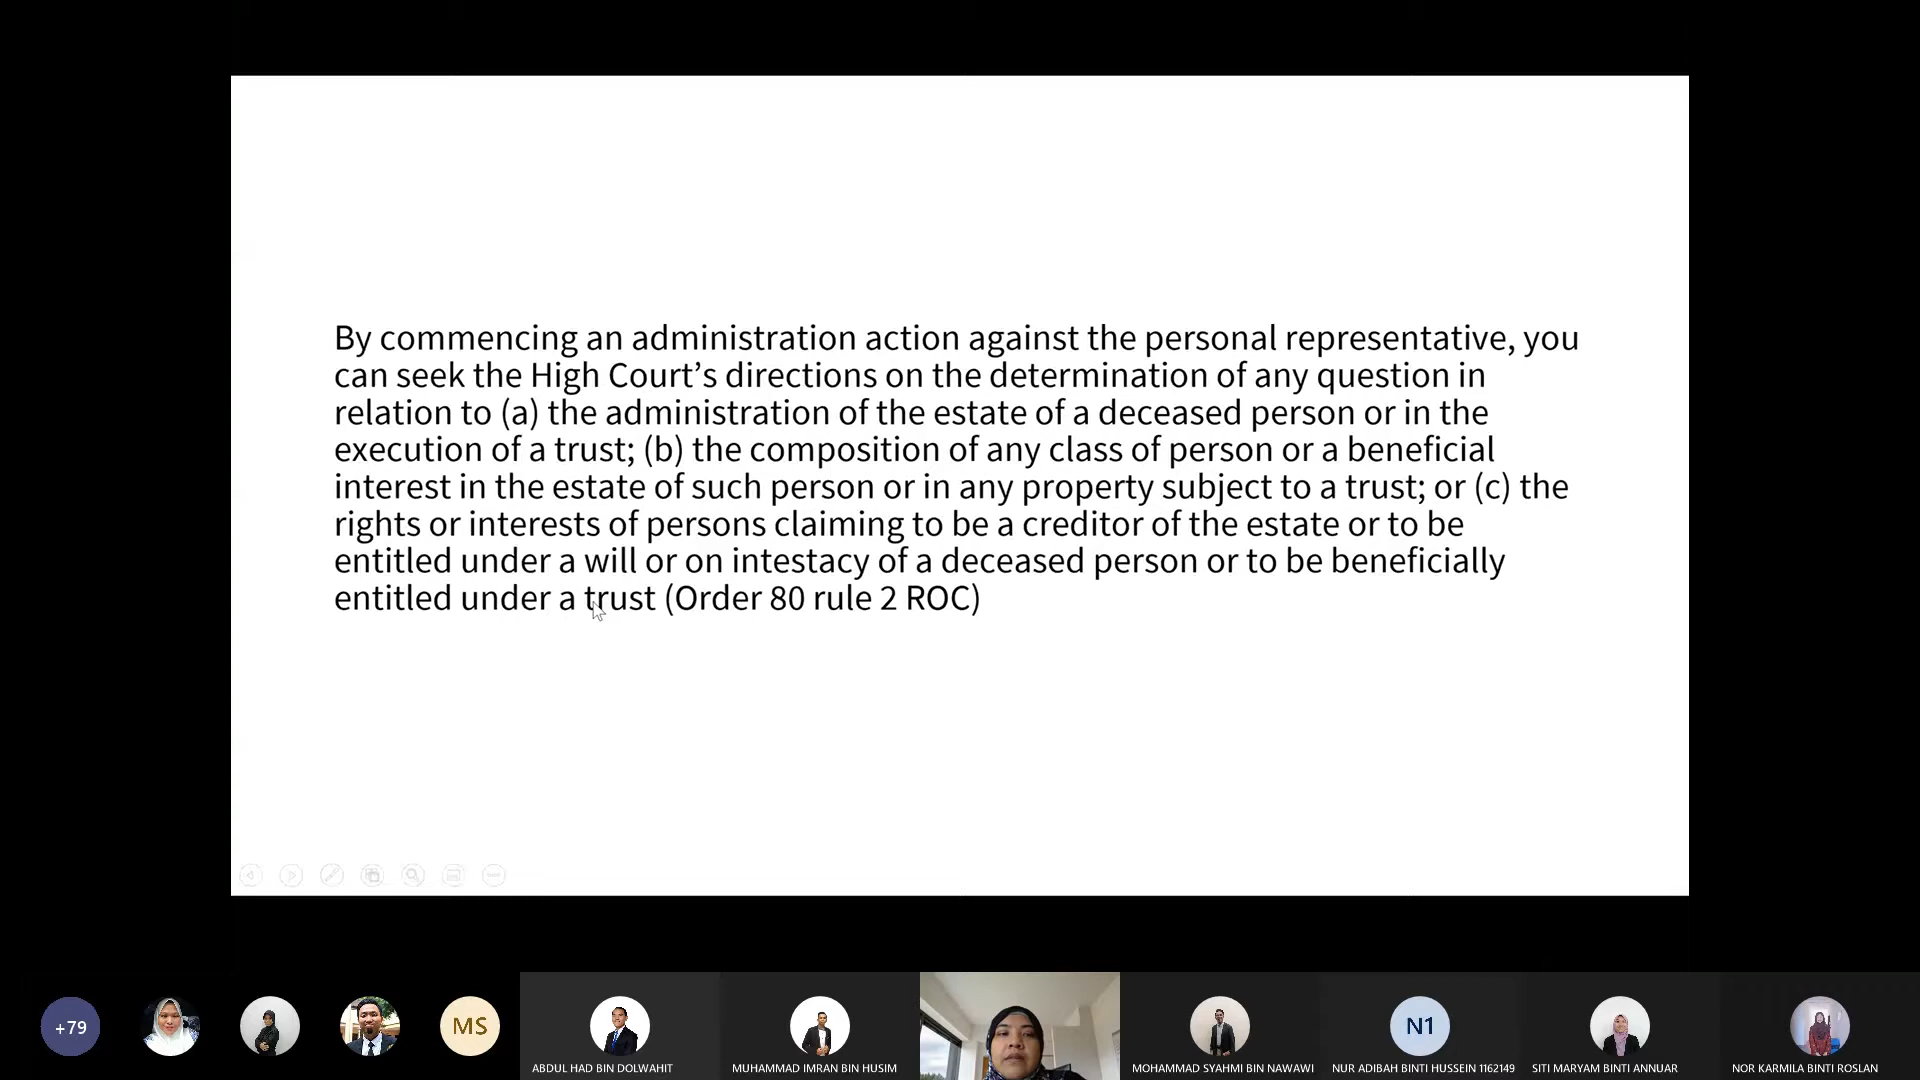 By commencing an administration action against the personal representative, you
can seek the High Court’s directions on the determination of any question in
relation to (a) the administration of the estate of a deceased person or in the
execution of a trust; (b) the composition of any class of person or a beneficial
interest in the estate of such person or in any property subject to a trust; or (c) the
rights or interests of persons claiming to be a creditor of the estate or to be
entitled under a will or on intestacy of a deceased person or to be beneficially
entitled under a trust (Order 80 rule 2 ROC)
+79
MS
ABDUL HAD BIN DOLWAHIT
MUHAMMAD IMRAN BIN HUSIM
MOHAMMAD SYAHMI BIN NAWAWI
N1
NUR ADIBAH BINTI HUSSEIN 1162149
SITI MARYAM BINTI ANNUAR
NOR KARMILA BINTI ROSLAN